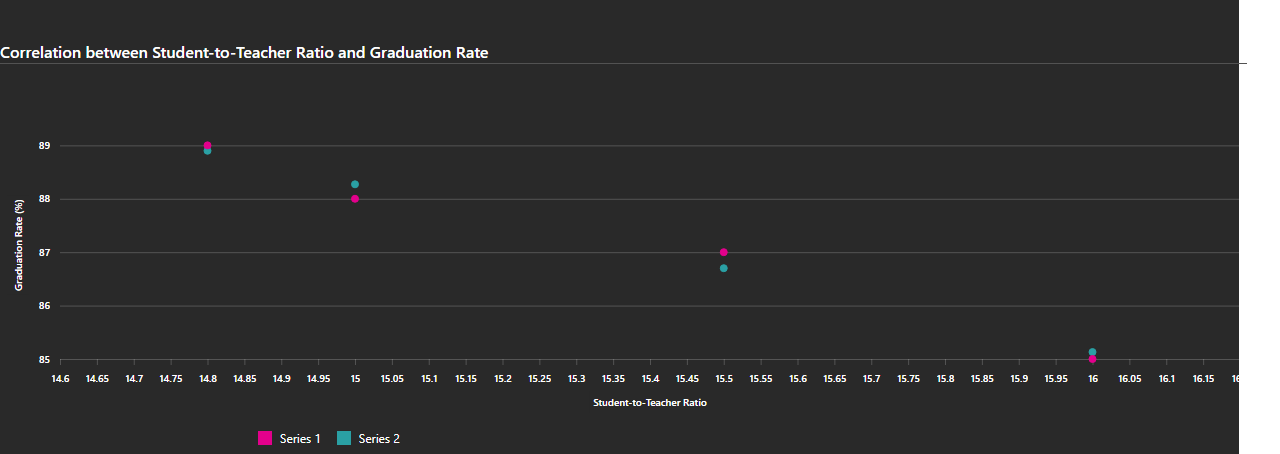 Correlation between Student-to-Teacher Ratio and Graduation Rate
89
88
87
86
85
Graduation Rate (%)
14.6 14.65 14.7 14.75 14.8 14.85 14.9 14.95 15 15.05 15.1 15.15 15.2 15.25 15.3 15.35 15.4 15.45 15.5 15.55 15.6 15.65 15.7 15.75 15.8 15.85 15.9 15.95 16 16.05 16.1 16.15
Student-to-Teacher Ratio
Series 1 Series 2